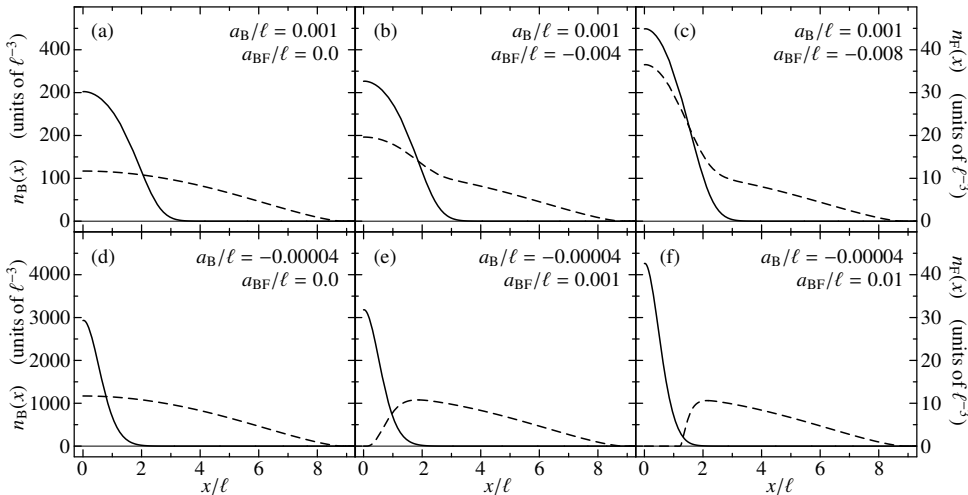 (a)
a_B/ℓ = 0.001
a_BF/ℓ = 0.0
(b)
a_B/ℓ = 0.001
a_BF/ℓ = −0.004
(c)
a_B/ℓ = 0.001
a_BF/ℓ = −0.008
400
300
200
100
0
n_B(x) (units of ℓ⁻³)
40
30
20
10
0
n_F(x) (units of ℓ⁻³)
(d)
a_B/ℓ = −0.00004
a_BF/ℓ = 0.0
(e)
a_B/ℓ = −0.00004
a_BF/ℓ = 0.001
(f)
a_B/ℓ = −0.00004
a_BF/ℓ = 0.01
4000
3000
2000
1000
0
n_B(x) (units of ℓ⁻³)
40
30
20
10
0
n_F(x) (units of ℓ⁻³)
0 2 4 6 8 0 2 4 6 8 0 2 4 6 8
x/ℓ x/ℓ x/ℓ